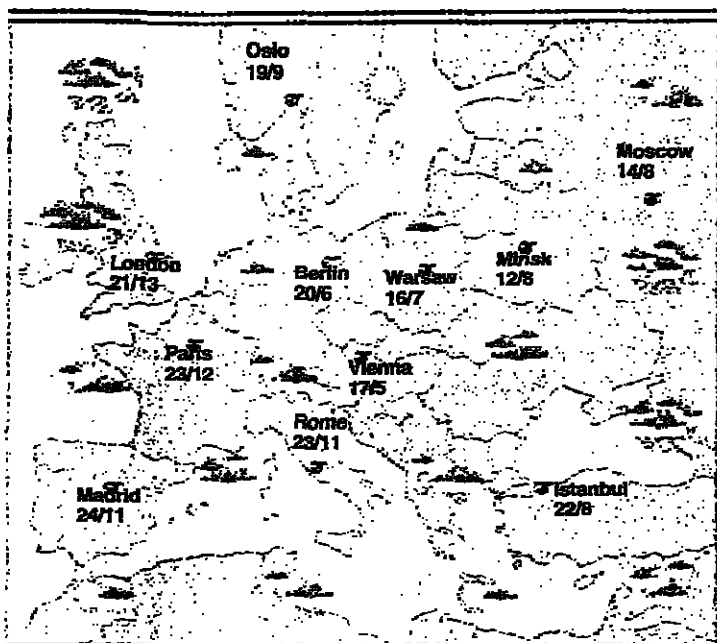 Oslo
19/9
Moscow
14/8
London
21/13
Berlin
20/6
Warsaw
16/7
Minsk
12/8
Paris
23/12
Vienna
17/5
Rome
23/11
Madrid
24/11
Istanbul
22/8